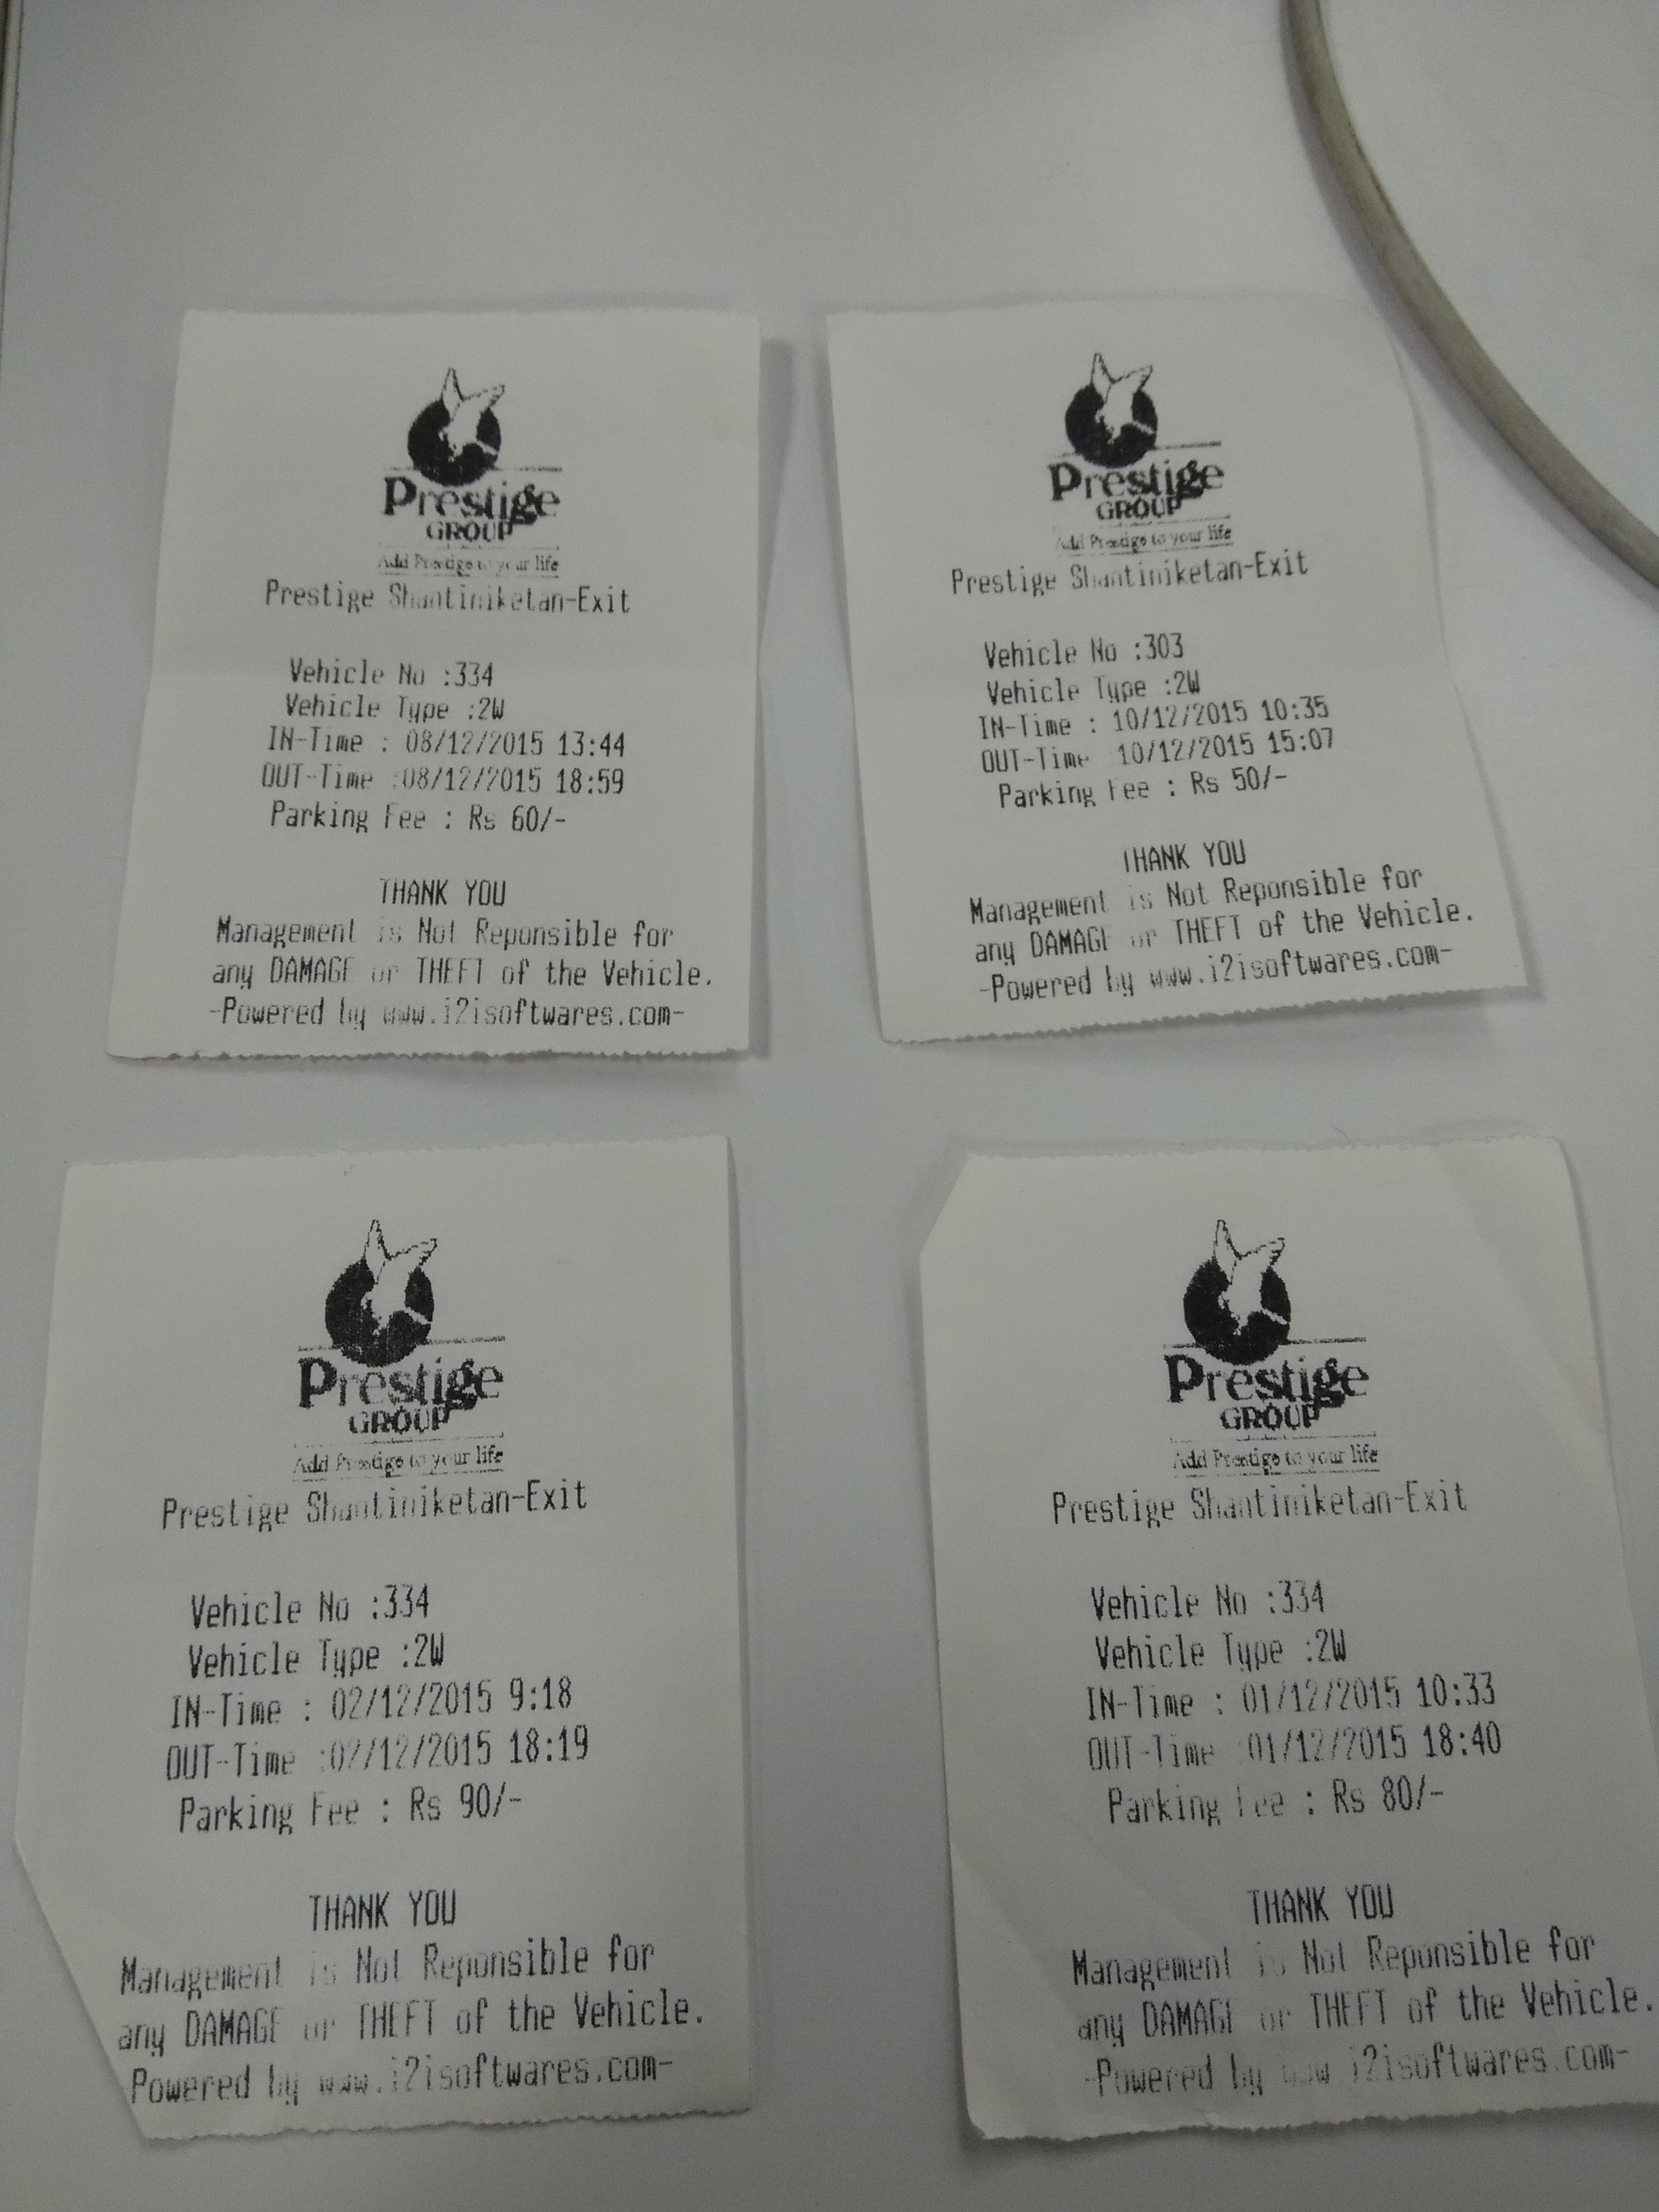 Prestige
GROUP
Add Prestige to your life
Prestige Shantiniketan-Exit
Vehicle No :334
Vehicle Type :2W
IN-Time : 08/12/2015 13:44
OUT-Time :08/12/2015 18:59
Parking Fee : Rs 60/-
THANK YOU
Management is Not Reponsible for
any DAMAGE or THEFT of the Vehicle.
-Powered by www.i2isoftwares.com-
Prestige
GROUP
Add Prestige to your life
Prestige Shantiniketan-Exit
Vehicle No :303
Vehicle Type :2W
IN-Time : 10/12/2015 10:35
OUT-Time :10/12/2015 15:07
Parking Fee : Rs 50/-
THANK YOU
Management is Not Reponsible for
any DAMAGE or THEFT of the Vehicle.
-Powered by www.i2isoftwares.com-
Prestige
GROUP
Add Prestige to your life
Prestige Shantiniketan-Exit
Vehicle No :334
Vehicle Type :2W
IN-Time : 02/12/2015 9:18
OUT-Time :02/12/2015 18:19
Parking Fee : Rs 90/-
THANK YOU
Management is Not Reponsible for
any DAMAGE or THEFT of the Vehicle.
-Powered by www.i2isoftwares.com-
Prestige
GROUP
Add Prestige to your life
Prestige Shantiniketan-Exit
Vehicle No :334
Vehicle Type :2W
IN-Time : 01/12/2015 10:33
OUT-Time :01/12/2015 18:40
Parking Fee : Rs 80/-
THANK YOU
Management is Not Reponsible for
any DAMAGE or THEFT of the Vehicle.
-Powered by www.i2isoftwares.com-